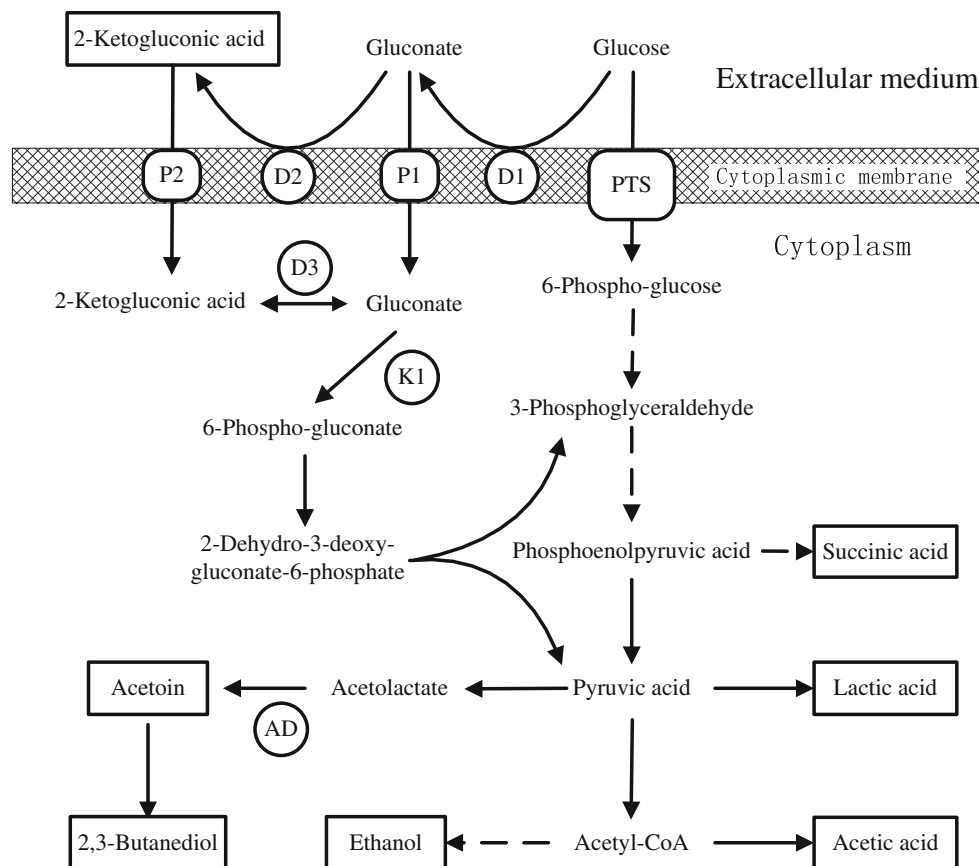 2-Ketogluconic acid
Gluconate
Glucose
Extracellular medium
P2
D2
P1
D1
PTS
Cytoplasmic membrane
Cytoplasm
D3
2-Ketogluconic acid
Gluconate
6-Phospho-glucose
K1
6-Phospho-gluconate
3-Phosphoglyceraldehyde
2-Dehydro-3-deoxy-
gluconate-6-phosphate
Phosphoenolpyruvic acid
Succinic acid
Acetoin
Acetolactate
Pyruvic acid
Lactic acid
AD
2,3-Butanediol
Ethanol
Acetyl-CoA
Acetic acid